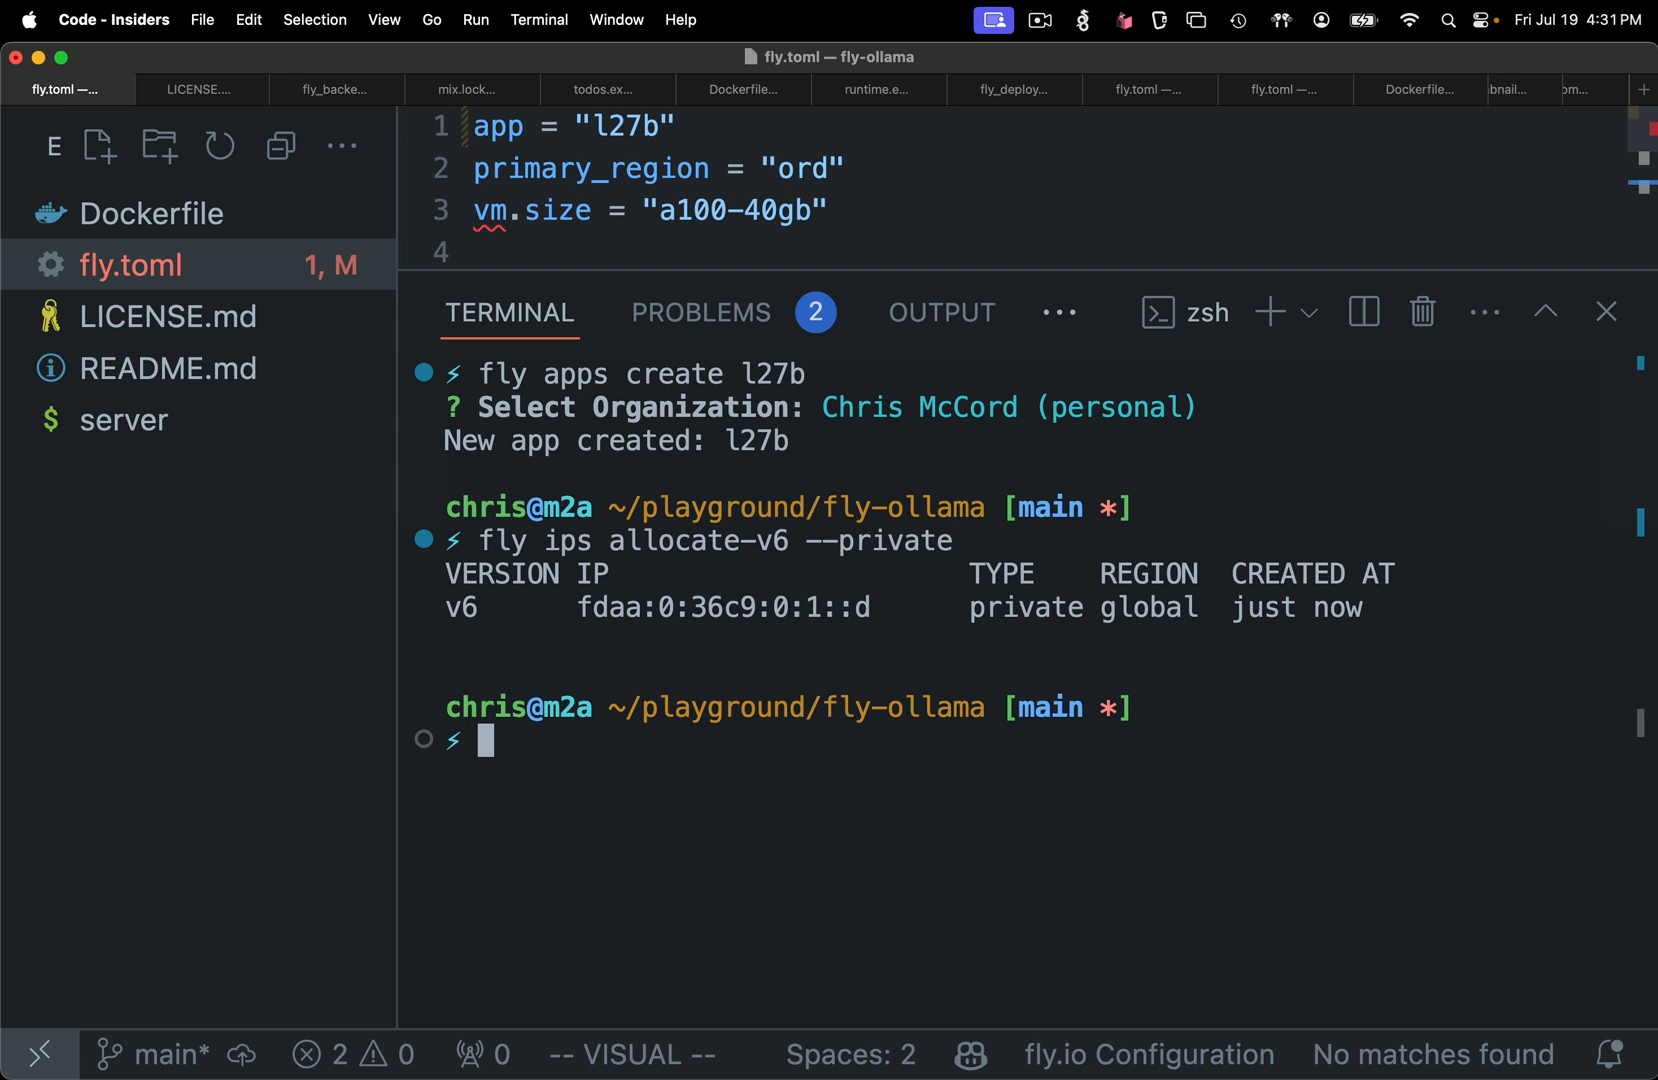 Code - Insiders File Edit Selection View Go Run Terminal Window Help Fri Jul 19 4:31 PM
fly.toml — fly-ollama
fly.toml —... LICENSE.... fly_backe... mix.lock... todos.ex... Dockerfile... runtime.e... fly_deploy... fly.toml —... fly.toml —... Dockerfile... bnail... om...
E
Dockerfile
fly.toml 1, M
LICENSE.md
README.md
server
1 app = "l27b"
2 primary_region = "ord"
3 vm.size = "a100-40gb"
4
TERMINAL PROBLEMS 2 OUTPUT ... zsh
⚡ fly apps create l27b
? Select Organization: Chris McCord (personal)
New app created: l27b
chris@m2a ~/playground/fly-ollama [main *]
⚡ fly ips allocate-v6 --private
VERSION IP TYPE REGION CREATED AT
v6 fdaa:0:36c9:0:1::d private global just now
chris@m2a ~/playground/fly-ollama [main *]
⚡
main* 2 0 0 -- VISUAL -- Spaces: 2 fly.io Configuration No matches found